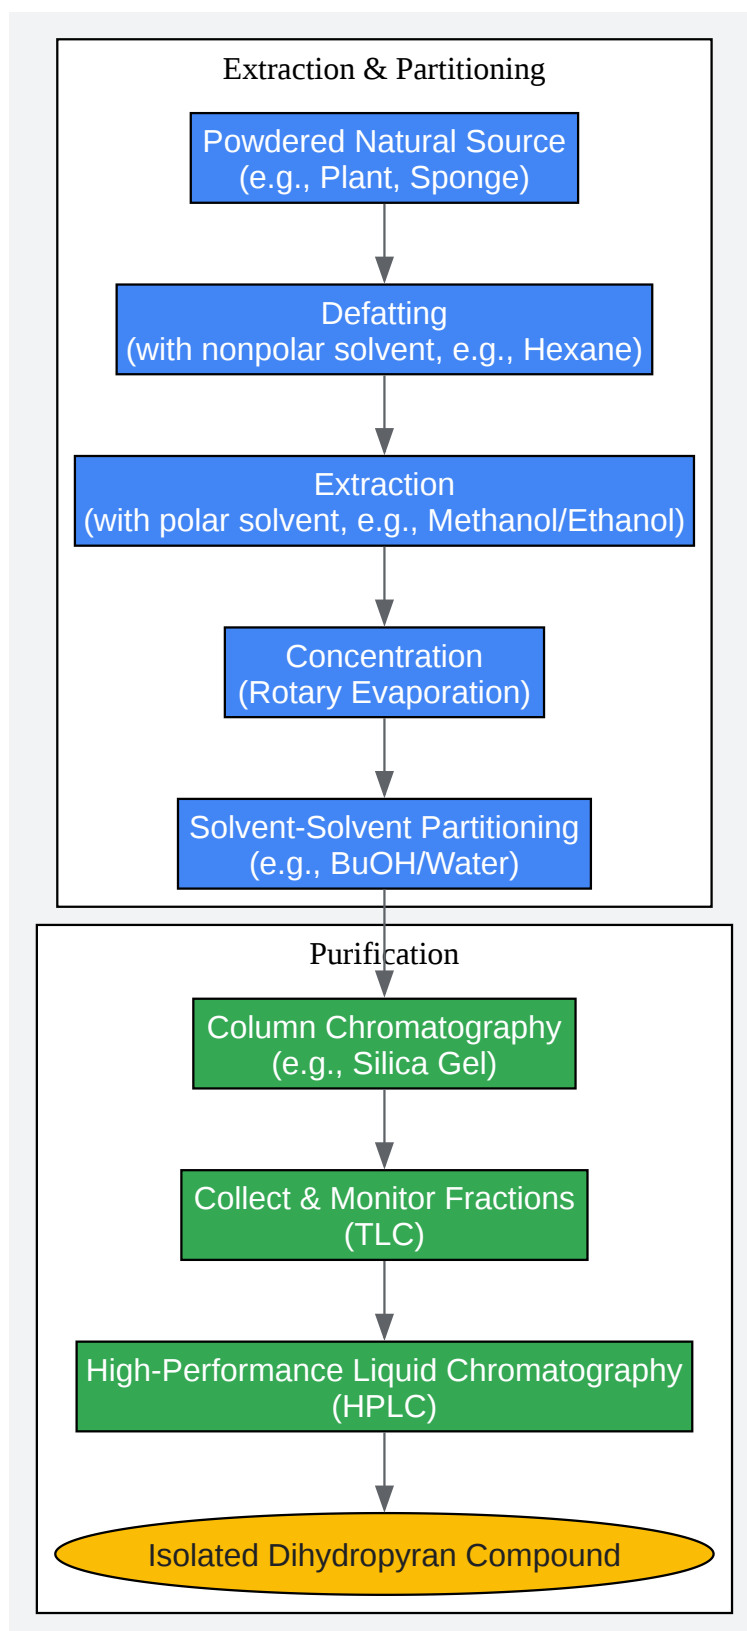 Extraction & Partitioning
Powdered Natural Source
(e.g., Plant, Sponge)
Defatting
(with nonpolar solvent, e.g., Hexane)
Extraction
(with polar solvent, e.g., Methanol/Ethanol)
Concentration
(Rotary Evaporation)
Solvent-Solvent Partitioning
(e.g., BuOH/Water)
Purification
Column Chromatography
(e.g., Silica Gel)
Collect & Monitor Fractions
(TLC)
High-Performance Liquid Chromatography
(HPLC)
Isolated Dihydropyran Compound